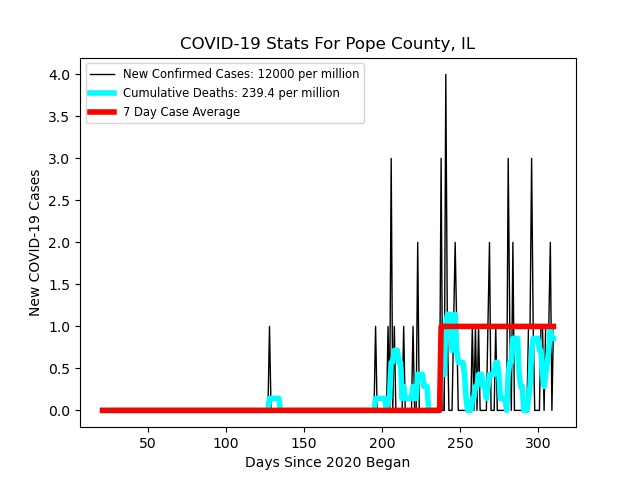 COVID-19 Stats For Pope County, IL
New Confirmed Cases: 12000 per million
Cumulative Deaths: 239.4 per million
7 Day Case Average
New COVID-19 Cases
4.0
3.5
3.0
2.5
2.0
1.5
1.0
0.5
0.0
50 100 150 200 250 300
Days Since 2020 Began